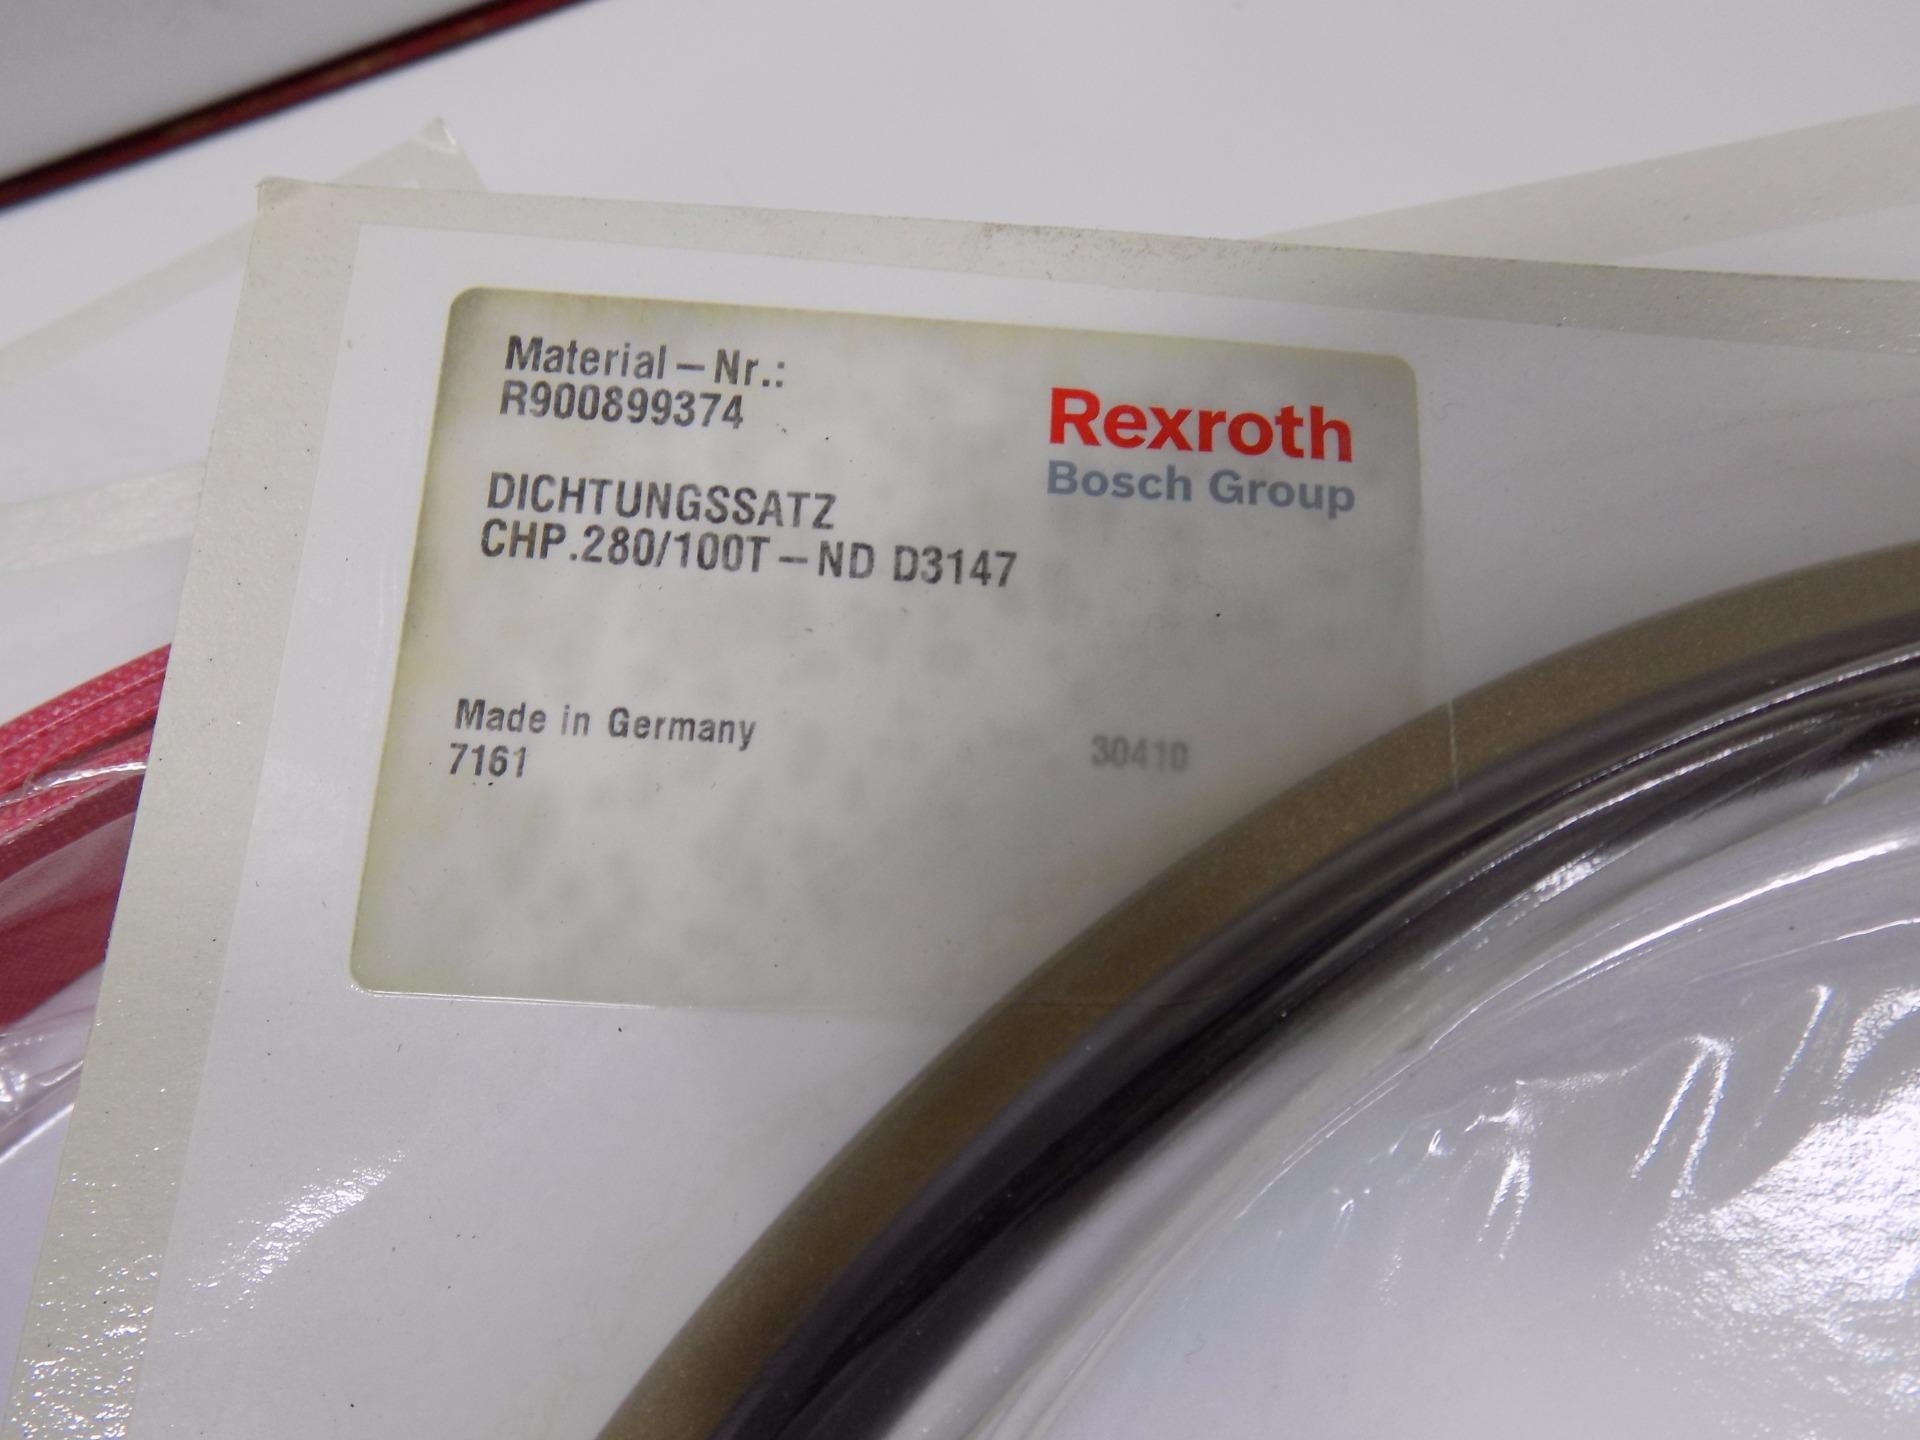 Material – Nr.:
R900899374
Rexroth
Bosch Group
DICHTUNGSSATZ
CHP.280/100T – ND D3147
Made in Germany
7161
30410